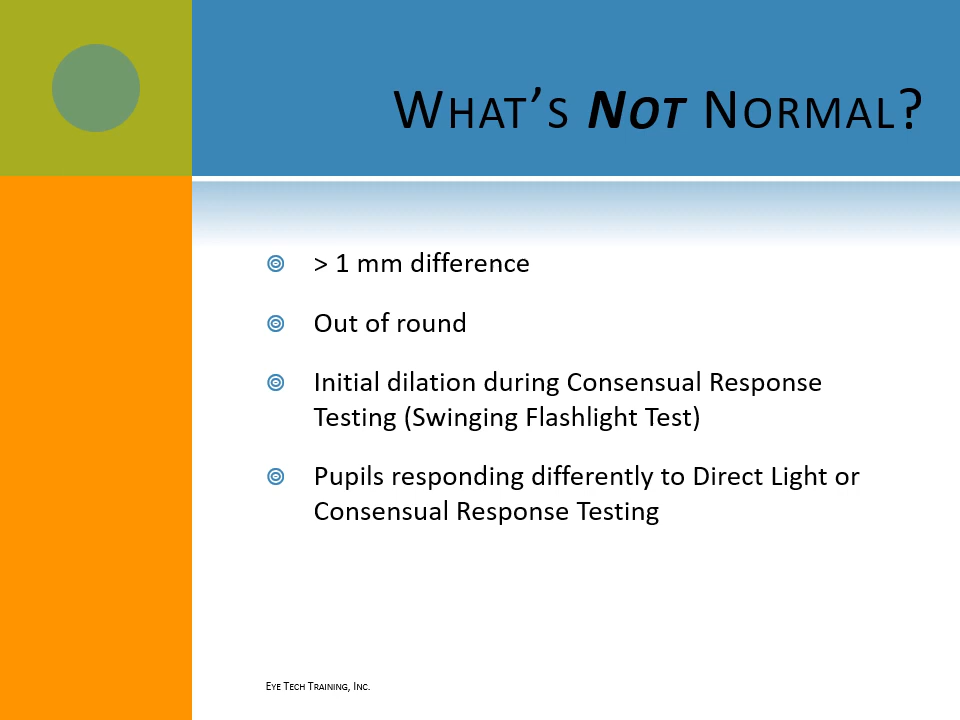 What's Not Normal?
> 1 mm difference
Out of round
Initial dilation during Consensual Response
Testing (Swinging Flashlight Test)
Pupils responding differently to Direct Light or
Consensual Response Testing
Eye Tech Training, Inc.